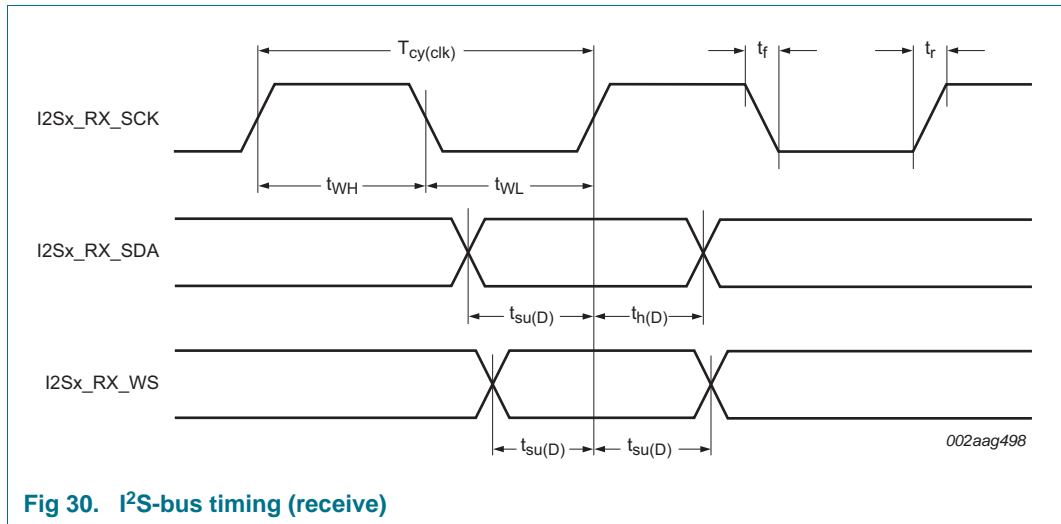 T_cy(clk)
t_f
t_r
I2Sx_RX_SCK
t_WH
t_WL
I2Sx_RX_SDA
t_su(D)
t_h(D)
I2Sx_RX_WS
t_su(D)
t_su(D)
002aag498
Fig 30. I²S-bus timing (receive)